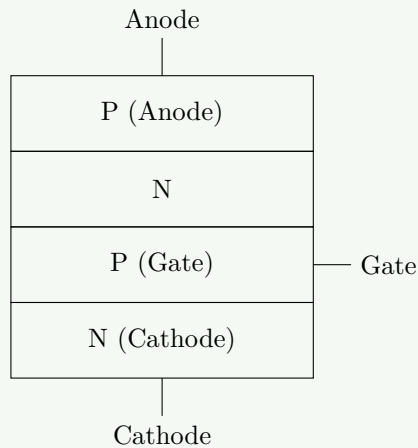 Anode
P (Anode)
N
P (Gate)
Gate
N (Cathode)
Cathode